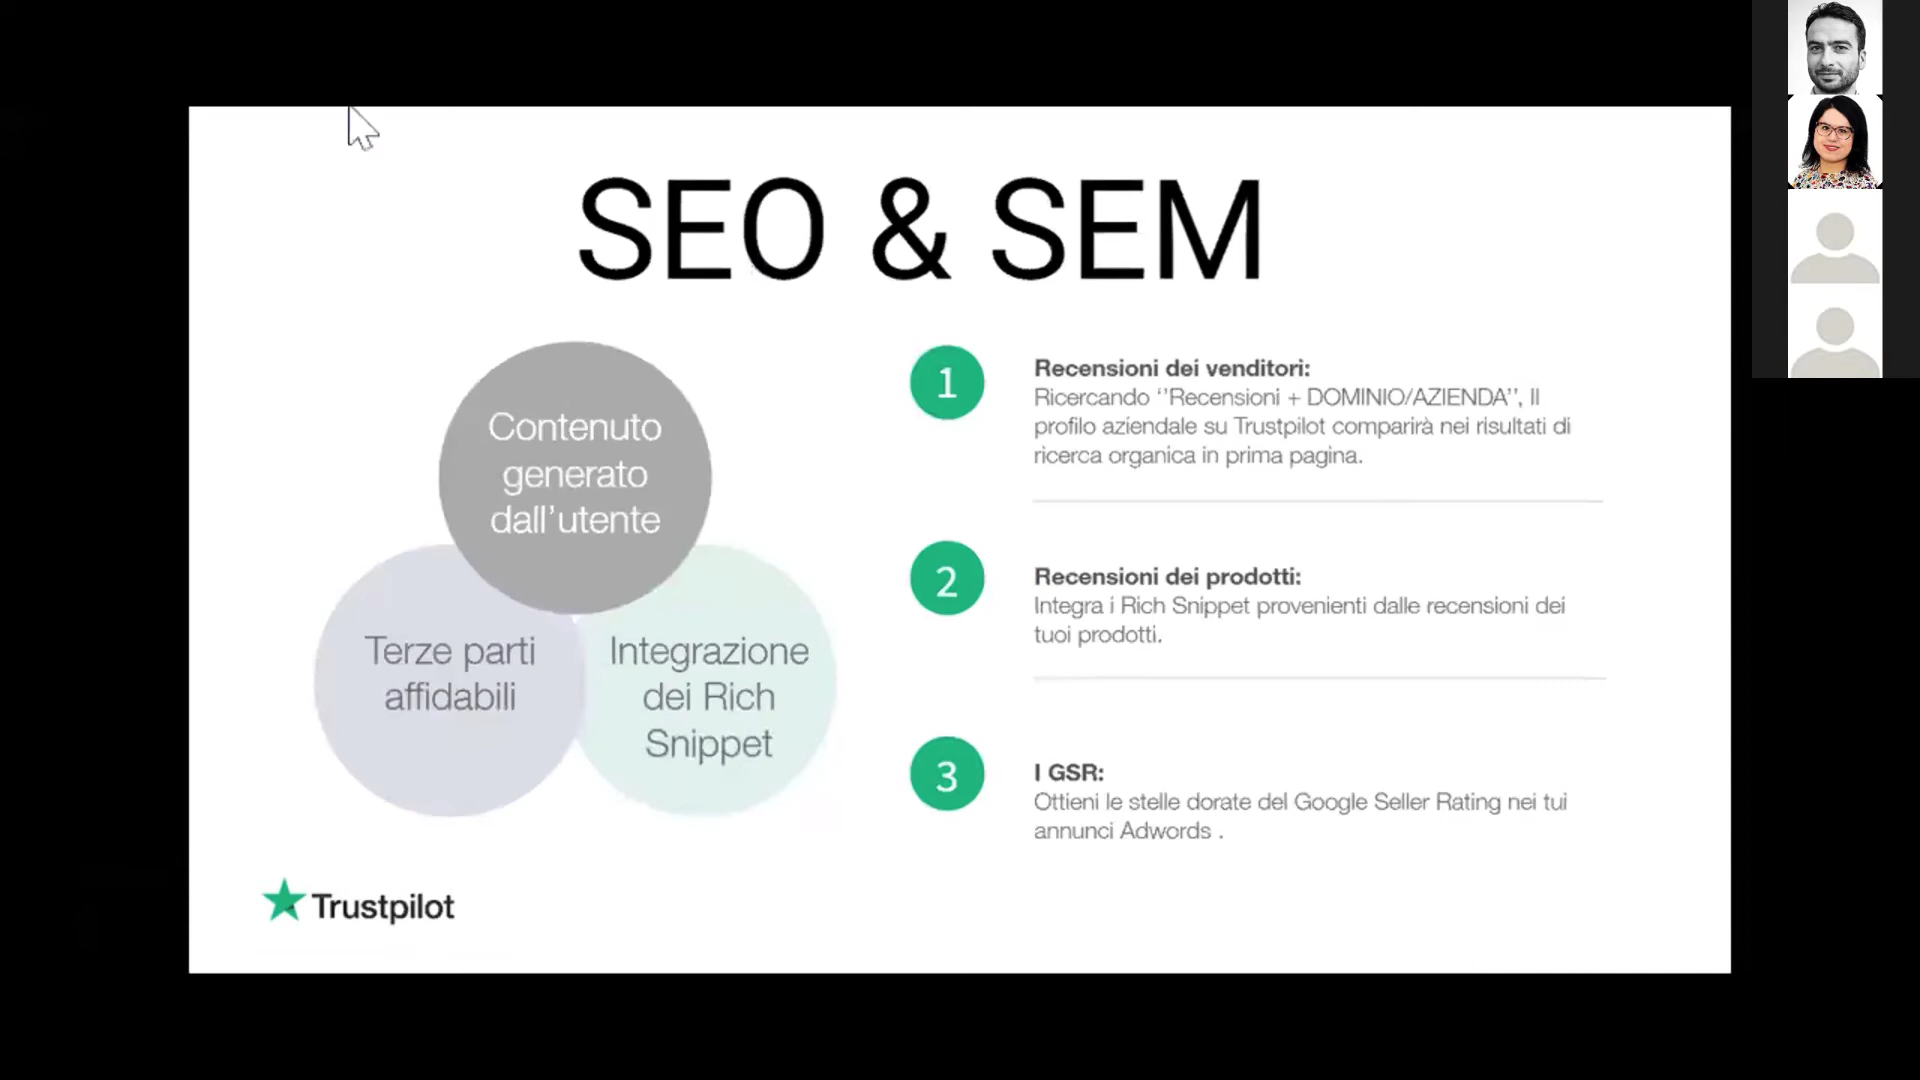 SEO & SEM
Contenuto
generato
dall’utente
Terze parti
affidabili
Integrazione
dei Rich
Snippet
1
Recensioni dei venditori:
Ricercando ‘’Recensioni + DOMINIO/AZIENDA’’, Il
profilo aziendale su Trustpilot comparirà nei risultati di
ricerca organica in prima pagina.
2
Recensioni dei prodotti:
Integra i Rich Snippet provenienti dalle recensioni dei
tuoi prodotti.
3
I GSR:
Ottieni le stelle dorate del Google Seller Rating nei tui
annunci Adwords .
Trustpilot